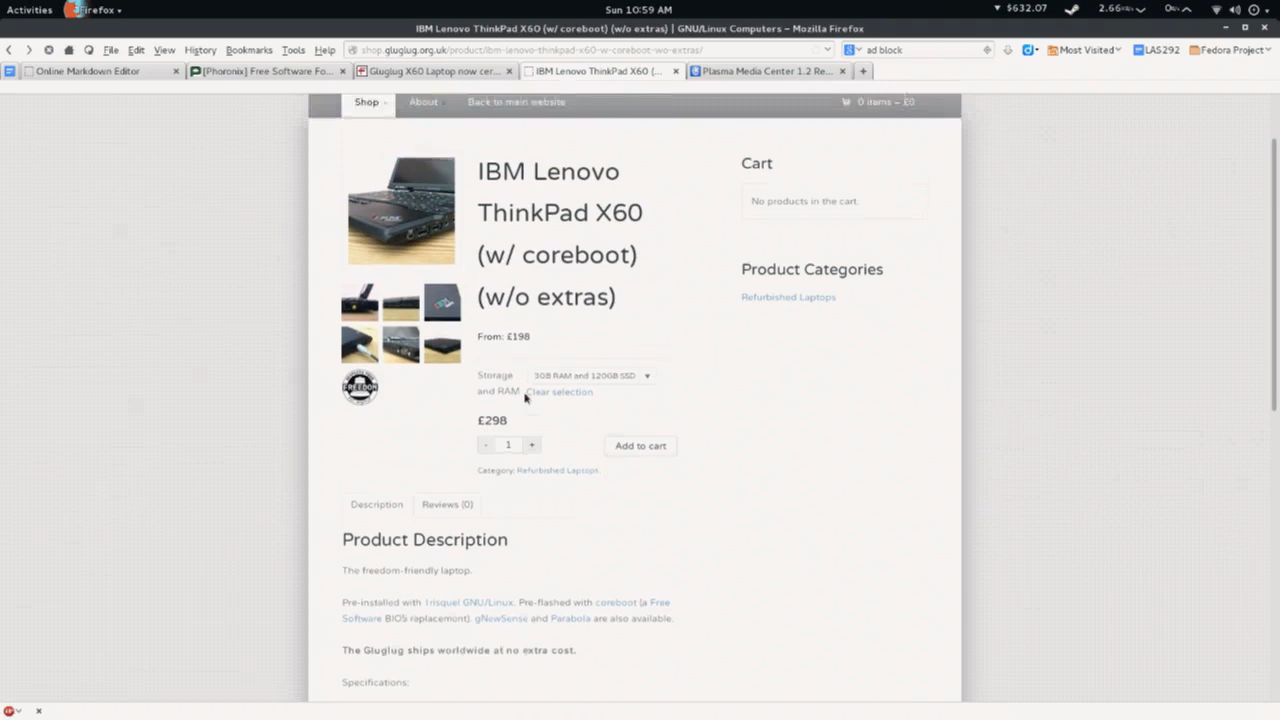 Activities Firefox Sun 10:59 AM $632.07 2.66 0%
IBM Lenovo ThinkPad X60 (w/ coreboot) (w/o extras) | GNU/Linux Computers – Mozilla Firefox
File Edit View History Bookmarks Tools Help shop.gluglug.org.uk/product/ibm-lenovo-thinkpad-x60-w-coreboot-wo-extras/ ad block Most Visited LAS292 Fedora Project
Online Markdown Editor [Phoronix] Free Software Fo... Gluglug X60 Laptop now cer... IBM Lenovo ThinkPad X60 (... Plasma Media Center 1.2 Re...
Shop About Back to main website 0 items – £0
IBM Lenovo
ThinkPad X60
(w/ coreboot)
(w/o extras)
Cart
No products in the cart.
Product Categories
Refurbished Laptops
From: £198
Storage
and RAM
3GB RAM and 120GB SSD
Clear selection
FREEDOM
£298
- 1 + Add to cart
Category: Refurbished Laptops
Description Reviews (0)
Product Description
The freedom-friendly laptop.
Pre-installed with Trisquel GNU/Linux. Pre-flashed with coreboot (a Free
Software BIOS raplacement). gNewSense and Parabola are also available.
The Gluglug ships worldwide at no extra cost.
Specifications: